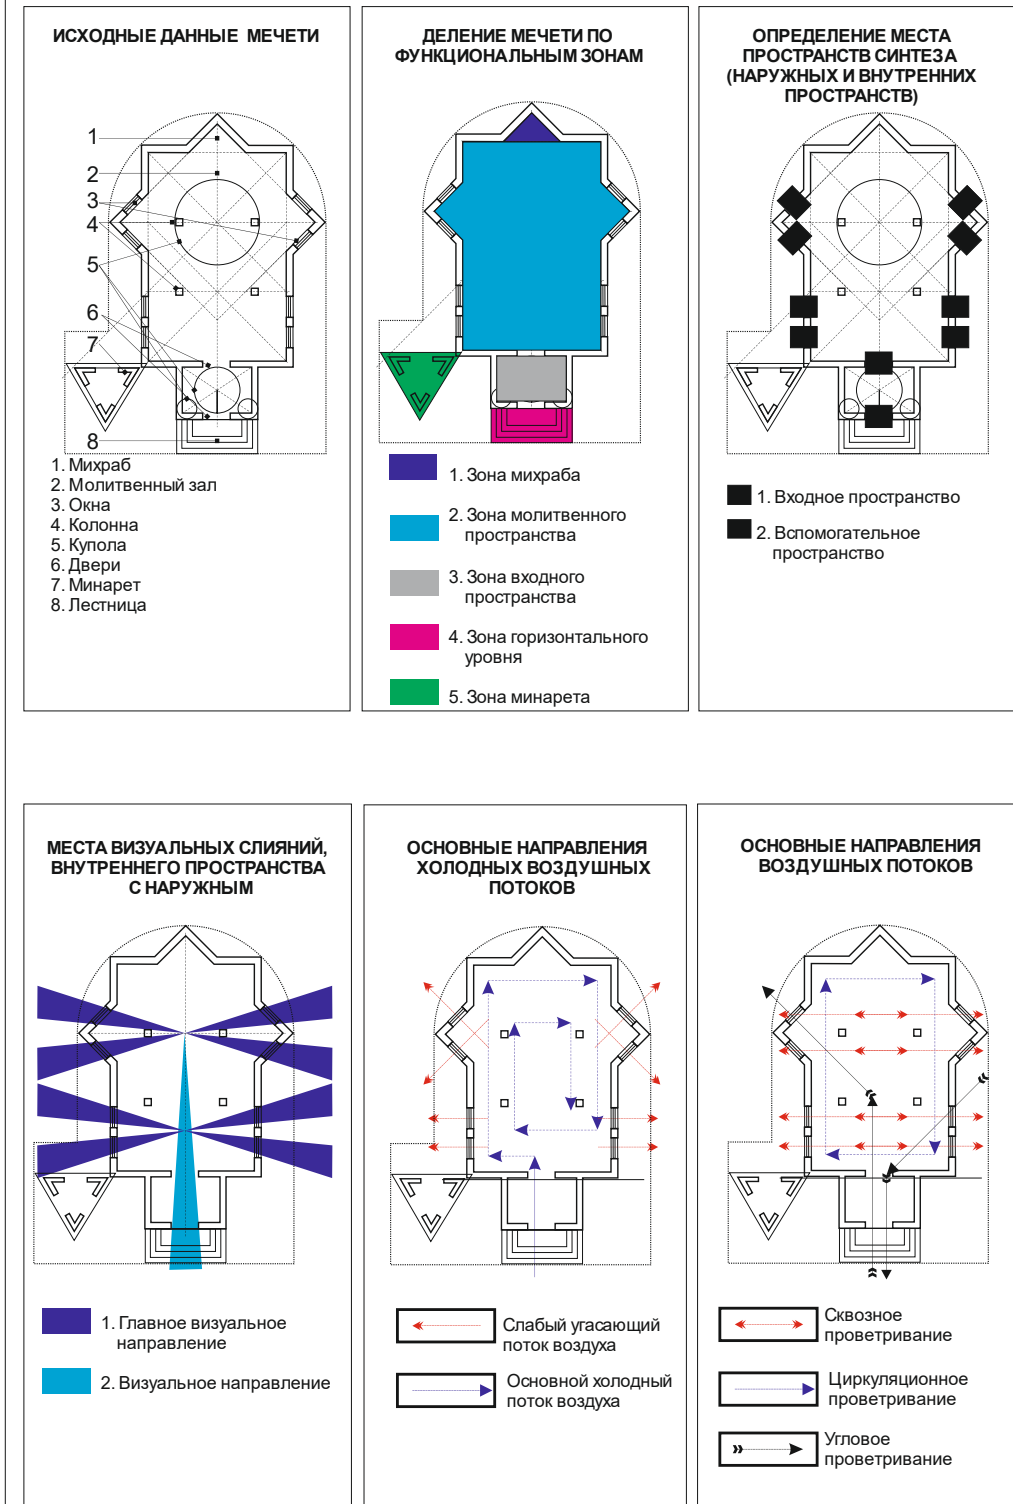 ИСХОДНЫЕ ДАННЫЕ МЕЧЕТИ
1
2
3
4
5
6
7
8
1. Михраб
2. Молитвенный зал
3. Окна
4. Колонна
5. Купола
6. Двери
7. Минарет
8. Лестница
ДЕЛЕНИЕ МЕЧЕТИ ПО
ФУНКЦИОНАЛЬНЫМ ЗОНАМ
1. Зона михраба
2. Зона молитвенного
пространства
3. Зона входного
пространства
4. Зона горизонтального
уровня
5. Зона минарета
ОПРЕДЕЛЕНИЕ МЕСТА
ПРОСТРАНСТВ СИНТЕЗА
(НАРУЖНЫХ И ВНУТРЕННИХ
ПРОСТРАНСТВ)
1. Входное пространство
2. Вспомогательное
пространство
МЕСТА ВИЗУАЛЬНЫХ СЛИЯНИЙ,
ВНУТРЕННЕГО ПРОСТРАНСТВА
С НАРУЖНЫМ
1. Главное визуальное
направление
2. Визуальное направление
ОСНОВНЫЕ НАПРАВЛЕНИЯ
ХОЛОДНЫХ ВОЗДУШНЫХ
ПОТОКОВ
Слабый угасающий
поток воздуха
Основной холодный
поток воздуха
ОСНОВНЫЕ НАПРАВЛЕНИЯ
ВОЗДУШНЫХ ПОТОКОВ
Сквозное
проветривание
Циркуляционное
проветривание
Угловое
проветривание